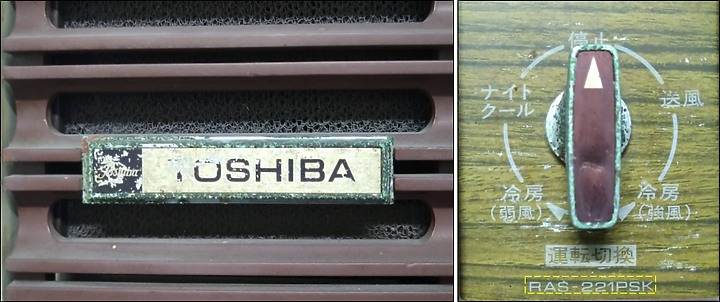 Toshiba
TOSHIBA
停止
ナイト
クール
送風
冷房
(弱風)
冷房
(強風)
運転切換
RAS-221PSK